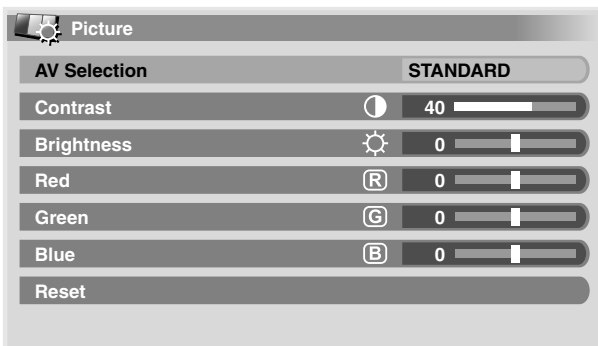 Picture
AV Selection STANDARD
Contrast 40
Brightness 0
Red R 0
Green G 0
Blue B 0
Reset